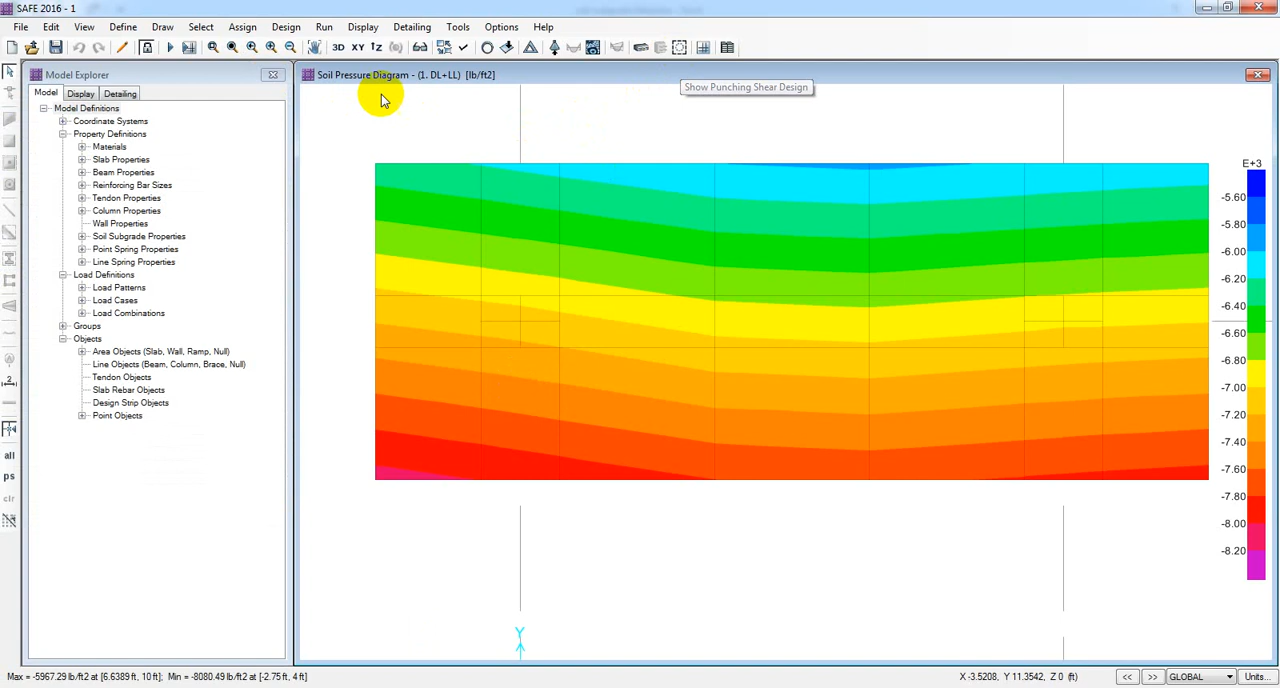 SAFE 2016 - 1
File Edit View Define Draw Select Assign Design Run Display Detailing Tools Options Help
3D XY
Model Explorer
Model Display Detailing
Model Definitions
Coordinate Systems
Property Definitions
Materials
Slab Properties
Beam Properties
Reinforcing Bar Sizes
Tendon Properties
Column Properties
Wall Properties
Soil Subgrade Properties
Point Spring Properties
Line Spring Properties
Load Definitions
Load Patterns
Load Cases
Load Combinations
Groups
Objects
Area Objects (Slab, Wall, Ramp, Null)
Line Objects (Beam, Column, Brace, Null)
Tendon Objects
Slab Rebar Objects
Design Strip Objects
Point Objects
all
ps
clr
Soil Pressure Diagram - (1. DL+LL) [lb/ft2]
Show Punching Shear Design
E+3
-5.60
-5.80
-6.00
-6.20
-6.40
-6.60
-6.80
-7.00
-7.20
-7.40
-7.60
-7.80
-8.00
-8.20
Y
Max = -5967.29 lb/ft2 at [6.6389 ft, 10 ft]; Min = -8080.49 lb/ft2 at [-2.75 ft, 4 ft]
X -3.5208, Y 11.3542, Z 0 (ft)
<< >> GLOBAL Units...